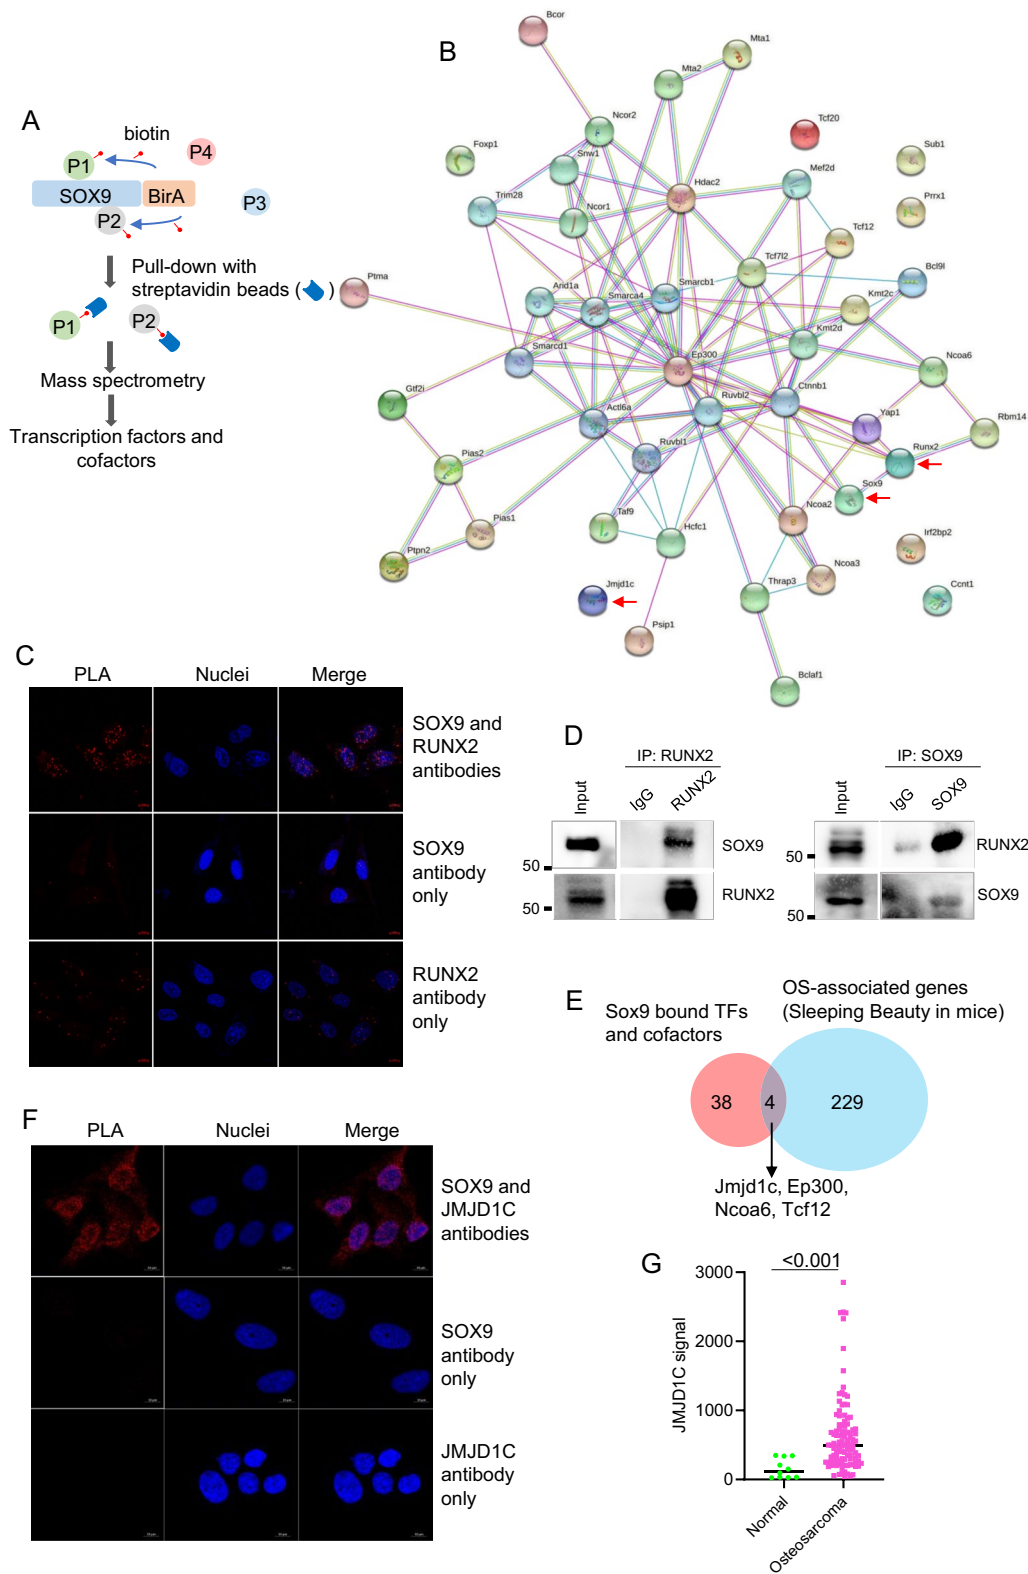 A
biotin
P4
P1
SOX9
BirA
P3
P2
Pull-down with
streptavidin beads ( )
P1
P2
Mass spectrometry
Transcription factors and
cofactors
B
Bcor
Mta1
Mta2
Ncor2
Tcf20
Foxp1
Snw1
Sub1
Hdac2
Mef2d
Trim28
Prrx1
Ncor1
Tcf12
Tcf7l2
Bcl9l
Ptma
Arid1a
Smarca4
Smarcb1
Kmt2c
Kmt2d
Smarcd1
Ep300
Ncoa6
Gtf2i
Actl6a
Ruvbl2
Ctnnb1
Yap1
Rbm14
Pias2
Ruvbl1
Runx2
Sox9
Ncoa2
Pias1
Taf9
Hcfc1
Irf2bp2
Ptpn2
Ncoa3
Jmjd1c
Thrap3
Ccnt1
Psip1
Bclaf1
C
PLA
Nuclei
Merge
SOX9 and
RUNX2
antibodies
SOX9
antibody
only
RUNX2
antibody
only
D
IP: RUNX2
Input
IgG
RUNX2
SOX9
50
RUNX2
50
IP: SOX9
Input
IgG
SOX9
RUNX2
50
SOX9
50
E
Sox9 bound TFs
and cofactors
OS-associated genes
(Sleeping Beauty in mice)
38
4
229
Jmjd1c, Ep300,
Ncoa6, Tcf12
F
PLA
Nuclei
Merge
SOX9 and
JMJD1C
antibodies
SOX9
antibody
only
JMJD1C
antibody
only
G
<0.001
3000
2000
1000
0
JMJD1C signal
Normal
Osteosarcoma